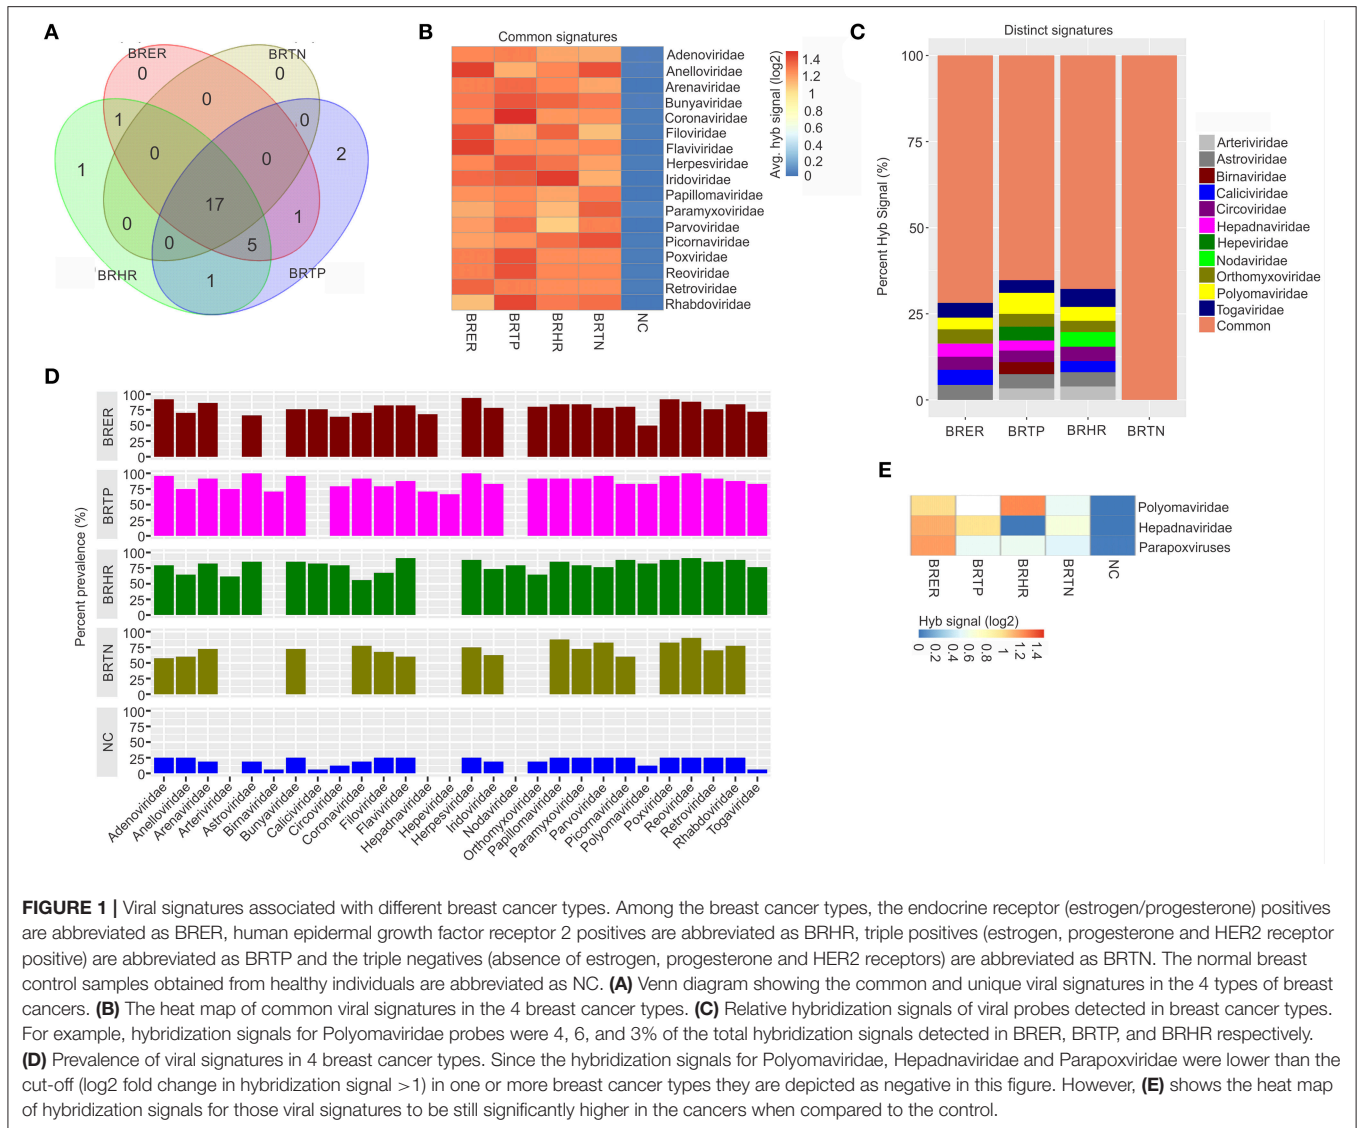 A
BRER
BRTN
0
0
0
1
0
0
0
2
1
17
1
0
0
5
1
BRHR
BRTP
B
Common signatures
Adenoviridae
Anelloviridae
Arenaviridae
Bunyaviridae
Coronaviridae
Filoviridae
Flaviviridae
Herpesviridae
Iridoviridae
Papillomaviridae
Paramyxoviridae
Parvoviridae
Picornaviridae
Poxviridae
Reoviridae
Retroviridae
Rhabdoviridae
BRER
BRTP
BRHR
BRTN
NC
Avg. hyb signal (log2)
1.4
1.2
1
0.8
0.6
0.4
0.2
0
C
Distinct signatures
Percent Hyb Signal (%)
100
75
50
25
0
BRER
BRTP
BRHR
BRTN
Arteriviridae
Astroviridae
Birnaviridae
Caliciviridae
Circoviridae
Hepadnaviridae
Hepeviridae
Nodaviridae
Orthomyxoviridae
Polyomaviridae
Togaviridae
Common
D
Percent prevalence (%)
BRER
100
75
50
25
0
BRTP
100
75
50
25
0
BRHR
100
75
50
25
0
BRTN
100
75
50
25
0
NC
100
75
50
25
0
Adenoviridae
Anelloviridae
Arenaviridae
Arteriviridae
Astroviridae
Birnaviridae
Bunyaviridae
Caliciviridae
Circoviridae
Coronaviridae
Filoviridae
Flaviviridae
Hepadnaviridae
Hepeviridae
Herpesviridae
Iridoviridae
Nodaviridae
Orthomyxoviridae
Papillomaviridae
Paramyxoviridae
Parvoviridae
Picornaviridae
Polyomaviridae
Poxviridae
Reoviridae
Retroviridae
Rhabdoviridae
Togaviridae
E
Polyomaviridae
Hepadnaviridae
Parapoxviruses
BRER
BRTP
BRHR
BRTN
NC
Hyb signal (log2)
0
0.2
0.4
0.6
0.8
1
1.2
1.4
FIGURE 1 | Viral signatures associated with different breast cancer types. Among the breast cancer types, the endocrine receptor (estrogen/progesterone) positives
are abbreviated as BRER, human epidermal growth factor receptor 2 positives are abbreviated as BRHR, triple positives (estrogen, progesterone and HER2 receptor
positive) are abbreviated as BRTP and the triple negatives (absence of estrogen, progesterone and HER2 receptors) are abbreviated as BRTN. The normal breast
control samples obtained from healthy individuals are abbreviated as NC. (A) Venn diagram showing the common and unique viral signatures in the 4 types of breast
cancers. (B) The heat map of common viral signatures in the 4 breast cancer types. (C) Relative hybridization signals of viral probes detected in breast cancer types.
For example, hybridization signals for Polyomaviridae probes were 4, 6, and 3% of the total hybridization signals detected in BRER, BRTP, and BRHR respectively.
(D) Prevalence of viral signatures in 4 breast cancer types. Since the hybridization signals for Polyomaviridae, Hepadnaviridae and Parapoxviridae were lower than the
cut-off (log2 fold change in hybridization signal >1) in one or more breast cancer types they are depicted as negative in this figure. However, (E) shows the heat map
of hybridization signals for those viral signatures to be still significantly higher in the cancers when compared to the control.